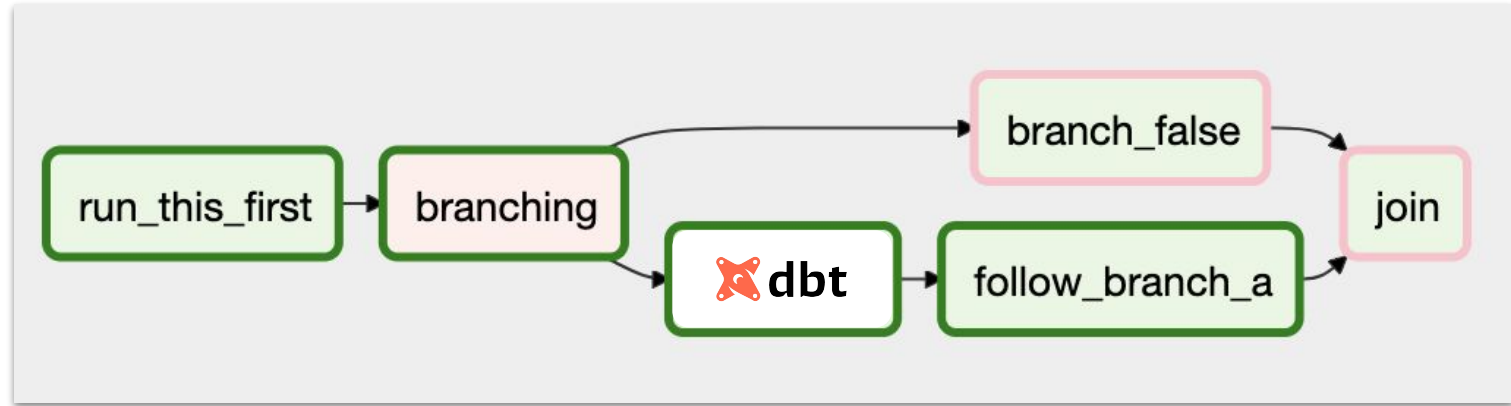 run_this_first
branching
branch_false
dbt
follow_branch_a
join